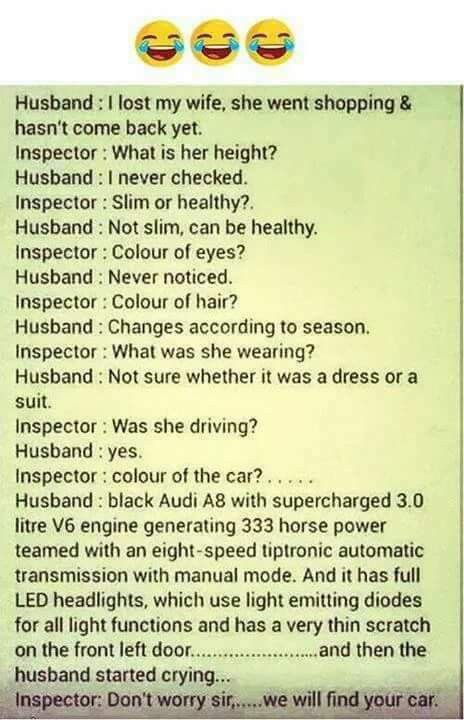 Husband : I lost my wife, she went shopping &
hasn't come back yet.
Inspector : What is her height?
Husband : I never checked.
Inspector : Slim or healthy?.
Husband : Not slim, can be healthy.
Inspector : Colour of eyes?
Husband : Never noticed.
Inspector : Colour of hair?
Husband : Changes according to season.
Inspector : What was she wearing?
Husband : Not sure whether it was a dress or a
suit.
Inspector : Was she driving?
Husband : yes.
Inspector : colour of the car? . . . . .
Husband : black Audi A8 with supercharged 3.0
litre V6 engine generating 333 horse power
teamed with an eight-speed tiptronic automatic
transmission with manual mode. And it has full
LED headlights, which use light emitting diodes
for all light functions and has a very thin scratch
on the front left door..........................and then the
husband started crying...
Inspector: Don't worry sir,.....we will find your car.